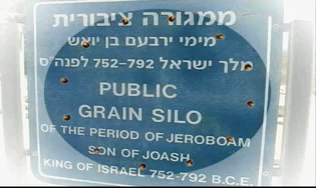 ממגורה ציבורית
מימי ירבעם בן יואש
מלך ישראל 752-792 לפנה"ס
PUBLIC
GRAIN SILO
OF THE PERIOD OF JEROBOAM
SON OF JOASH
KING OF ISRAEL 752-792 B.C.E.